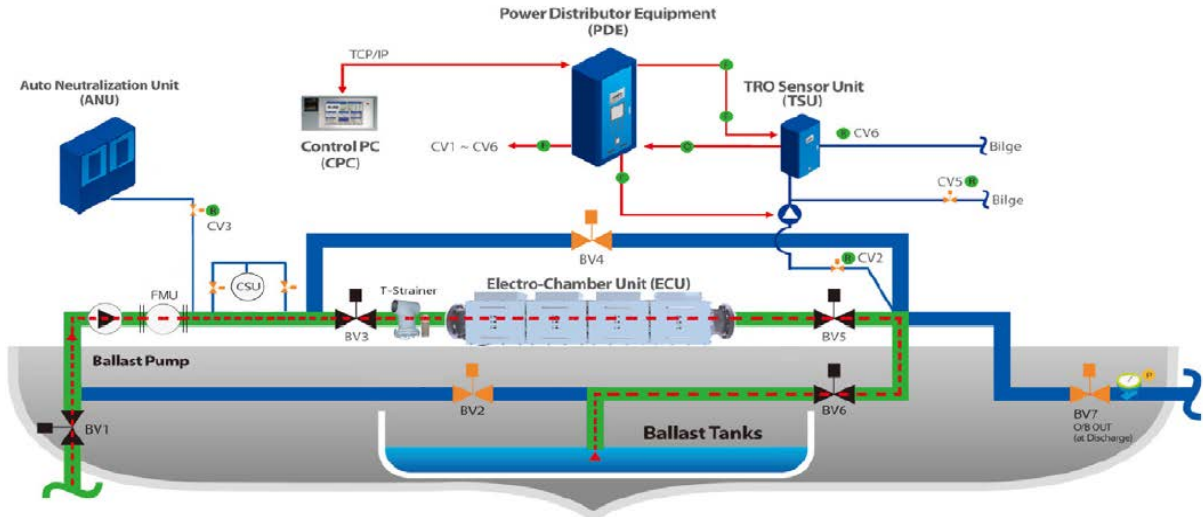 Power Distributor Equipment
(PDE)
TCP/IP
Auto Neutralization Unit
(ANU)
TRO Sensor Unit
(TSU)
Control PC
(CPC)
CV1 ~ CV6
R CV6
Bilge
CV5 R
Bilge
R
CV3
BV4
R CV2
CSU
FMU
T-Strainer
Electro-Chamber Unit (ECU)
BV3
BV5
Ballast Pump
BV1
BV2
BV6
P
BV7
O/B OUT
(at Discharge)
Ballast Tanks